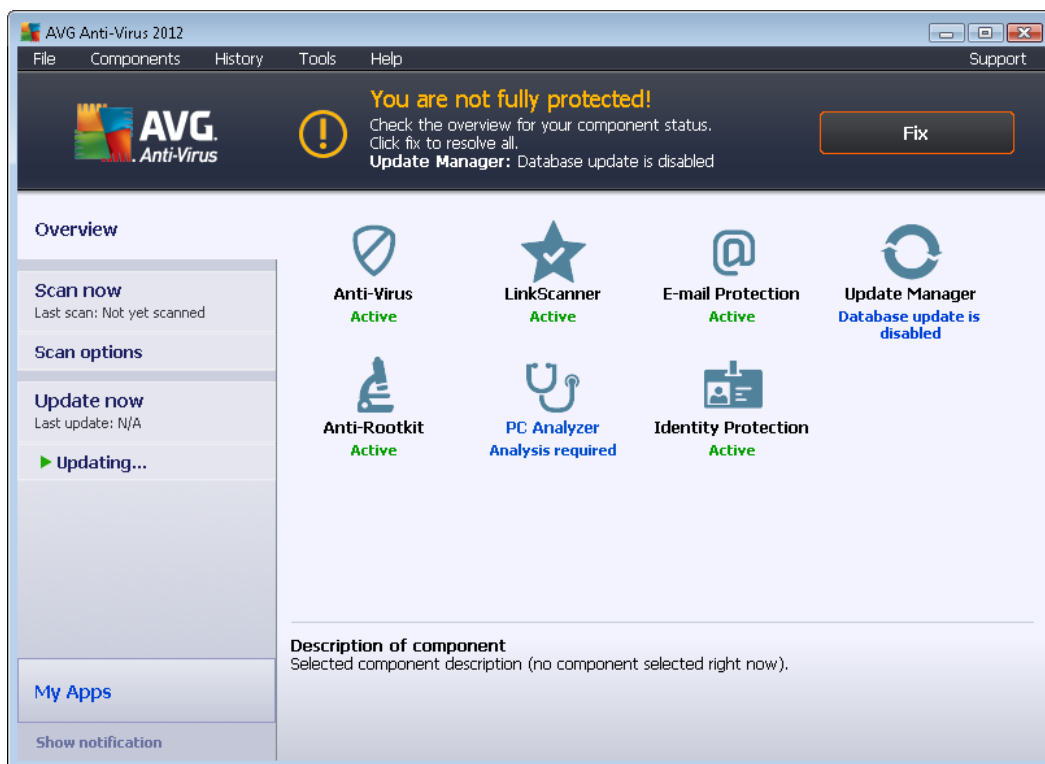 AVG Anti-Virus 2012
File Components History Tools Help Support
AVG.
Anti-Virus
You are not fully protected!
Check the overview for your component status.
Click fix to resolve all.
Update Manager: Database update is disabled
Fix
Overview
Scan now
Last scan: Not yet scanned
Scan options
Update now
Last update: N/A
Updating...
My Apps
Show notification
Anti-Virus
Active
LinkScanner
Active
E-mail Protection
Active
Update Manager
Database update is
disabled
Anti-Rootkit
Active
PC Analyzer
Analysis required
Identity Protection
Active
Description of component
Selected component description (no component selected right now).